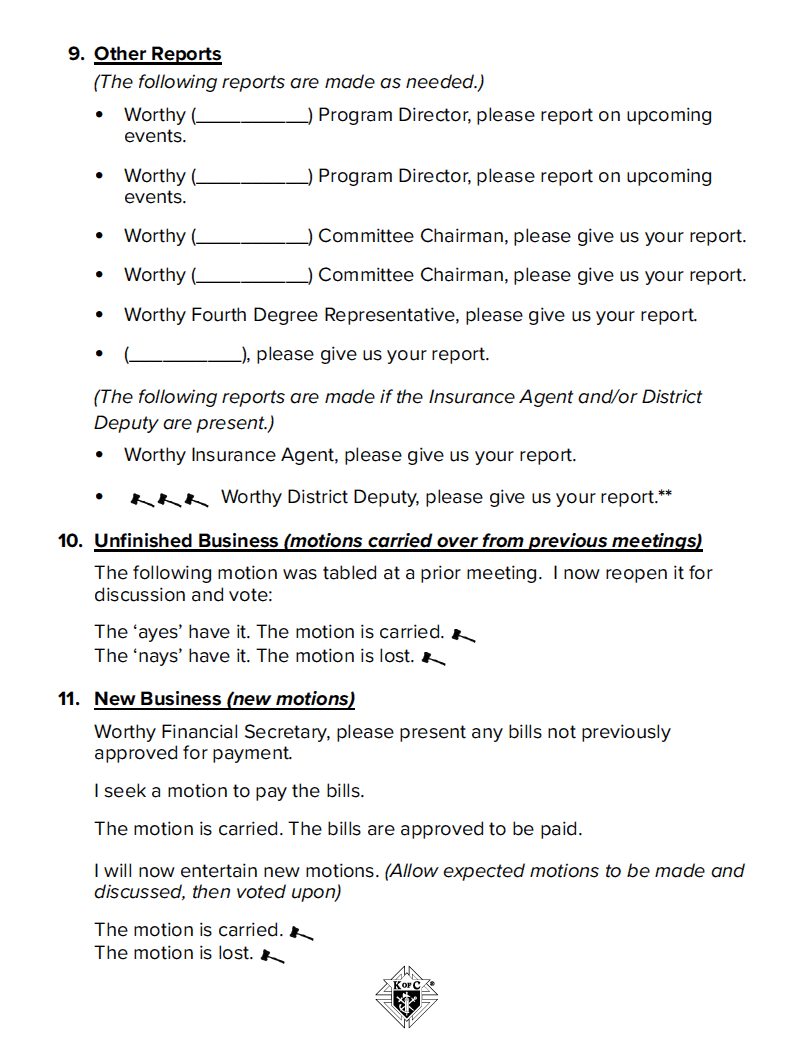 9. Other Reports
(The following reports are made as needed.)
• Worthy (___________) Program Director, please report on upcoming
events.
• Worthy (___________) Program Director, please report on upcoming
events.
• Worthy (___________) Committee Chairman, please give us your report.
• Worthy (___________) Committee Chairman, please give us your report.
• Worthy Fourth Degree Representative, please give us your report.
• (___________), please give us your report.
(The following reports are made if the Insurance Agent and/or District
Deputy are present.)
• Worthy Insurance Agent, please give us your report.
• Worthy District Deputy, please give us your report.**
10. Unfinished Business (motions carried over from previous meetings)
The following motion was tabled at a prior meeting.  I now reopen it for
discussion and vote:
The ‘ayes’ have it. The motion is carried.
The ‘nays’ have it. The motion is lost.
11. New Business (new motions)
Worthy Financial Secretary, please present any bills not previously
approved for payment.
I seek a motion to pay the bills.
The motion is carried. The bills are approved to be paid.
I will now entertain new motions. (Allow expected motions to be made and
discussed, then voted upon)
The motion is carried.
The motion is lost.
K OF C ®